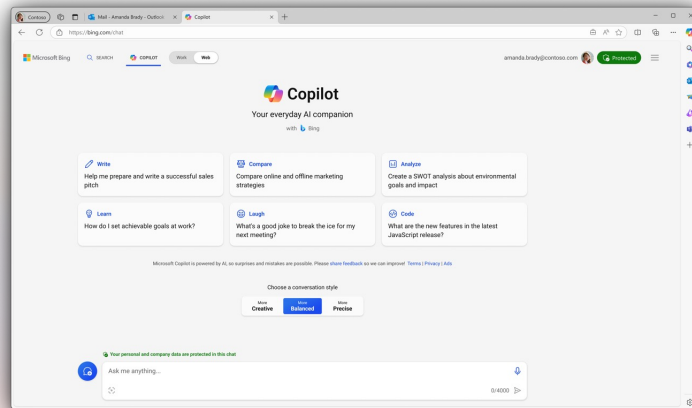 Contoso
Mail - Amanda Brady - Outlook
Copilot
https://bing.com/chat
Microsoft Bing
SEARCH
COPILOT
Work
Web
amanda.brady@contoso.com
Protected
Copilot
Your everyday AI companion
with Bing
Write
Help me prepare and write a successful sales
pitch
Compare
Compare online and offline marketing
strategies
Analyze
Create a SWOT analysis about environmental
goals and impact
Learn
How do I set achievable goals at work?
Laugh
What's a good joke to break the ice for my
next meeting?
Code
What are the new features in the latest
JavaScript release?
Microsoft Copilot is powered by AI, so surprises and mistakes are possible. Please share feedback so we can improve! Terms | Privacy | Ads
Choose a conversation style
More
Creative
More
Balanced
More
Precise
Your personal and company data are protected in this chat
Ask me anything...
0/4000